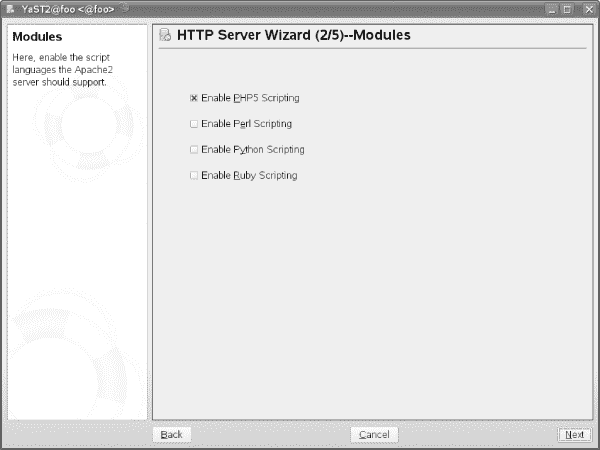 YaST2@foo <@foo>
Modules
Here, enable the script
languages the Apache2
server should support.
HTTP Server Wizard (2/5)--Modules
Enable PHP5 Scripting
Enable Perl Scripting
Enable Python Scripting
Enable Ruby Scripting
Back
Cancel
Next